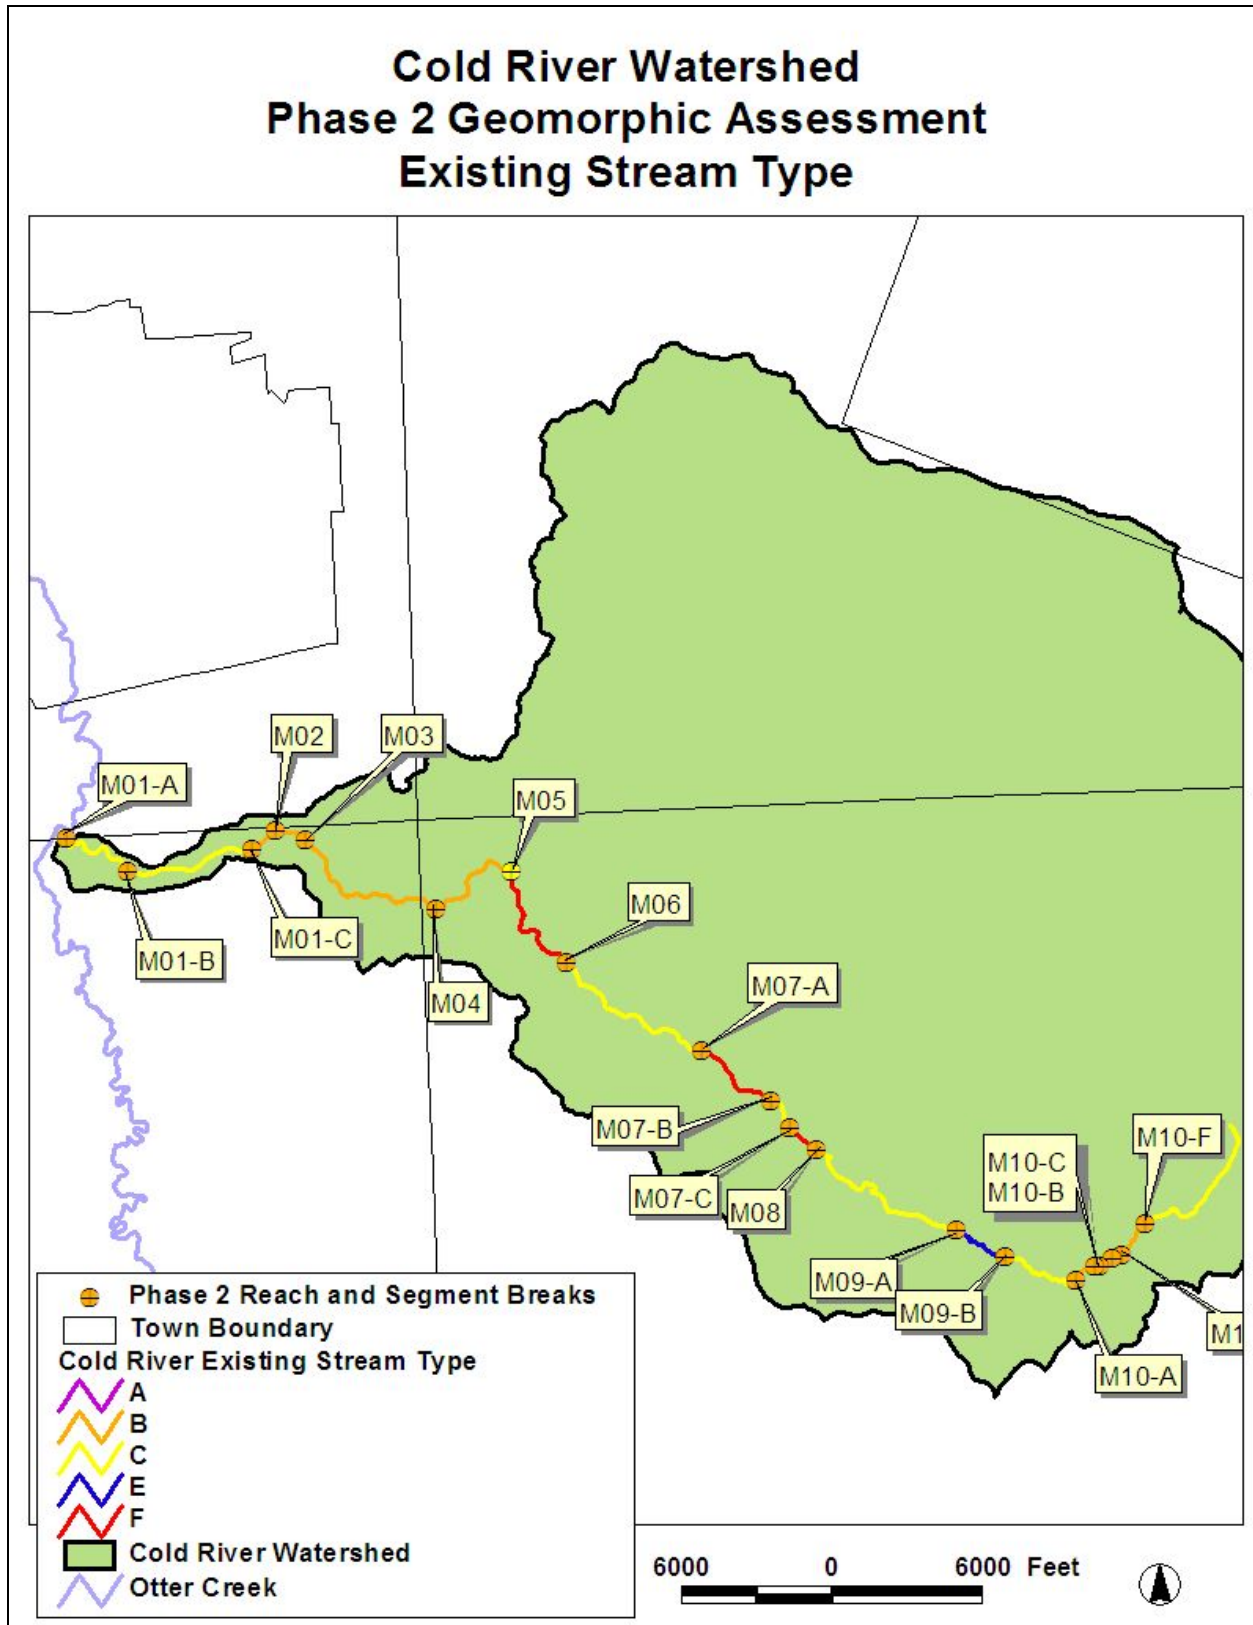 Cold River Watershed
Phase 2 Geomorphic Assessment
Existing Stream Type
M02
M03
M01-A
M05
M06
M01-C
M01-B
M04
M07-A
M07-B
M10-F
M10-C
M10-B
M07-C
M08
M09-A
M09-B
M1
M10-A
Phase 2 Reach and Segment Breaks
Town Boundary
Cold River Existing Stream Type
A
B
C
E
F
Cold River Watershed
Otter Creek
6000 0 6000 Feet